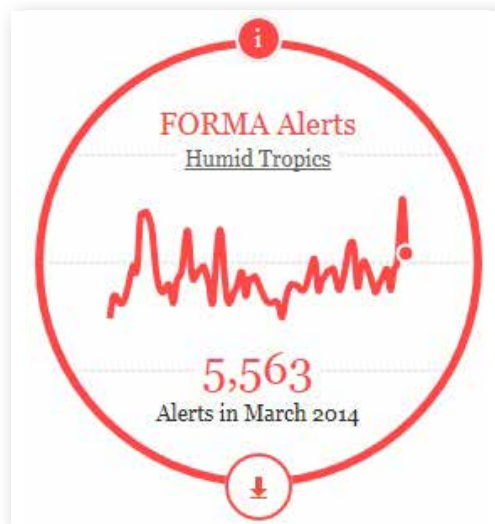 i
FORMA Alerts
Humid Tropics
5,563
Alerts in March 2014